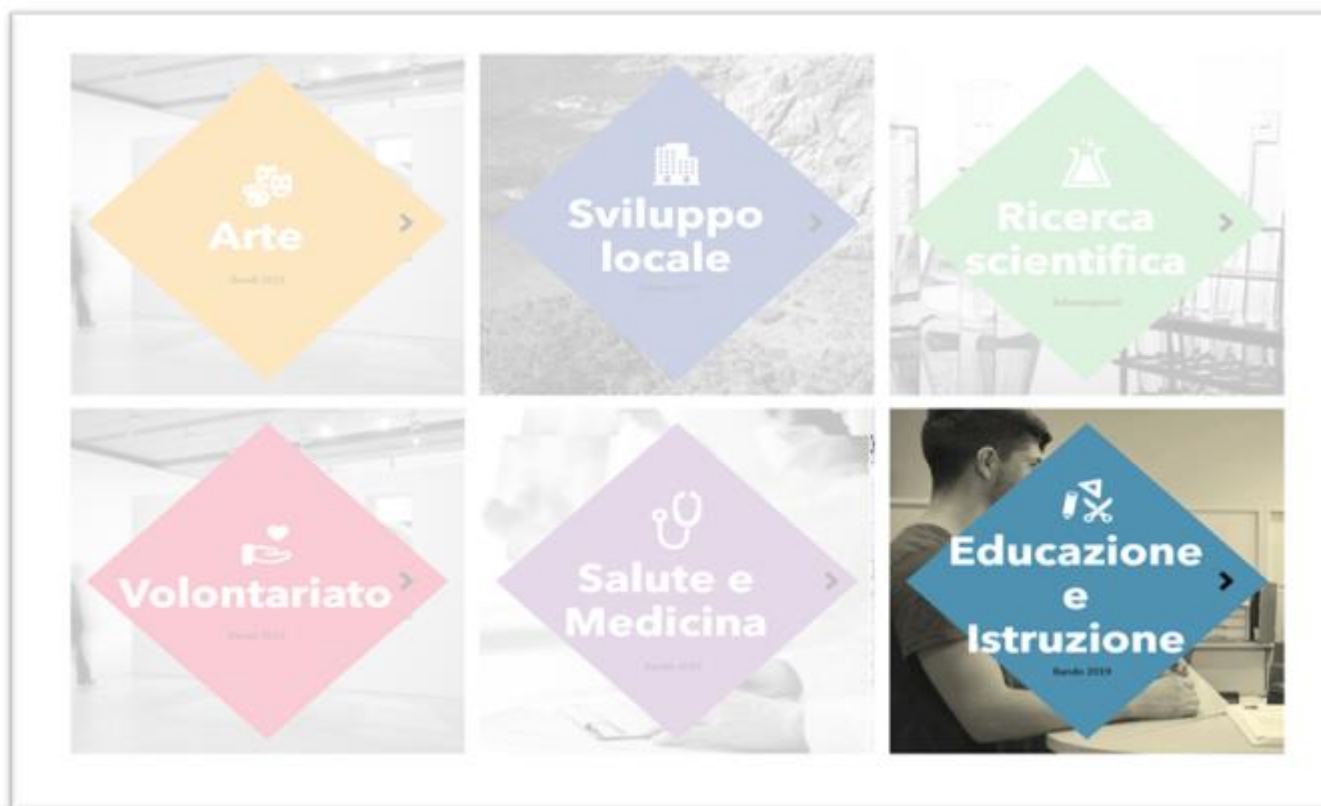 Arte
Sviluppo
locale
Ricerca
scientifica
Volontariato
Salute e
Medicina
Educazione
e
Istruzione
Bando 2019